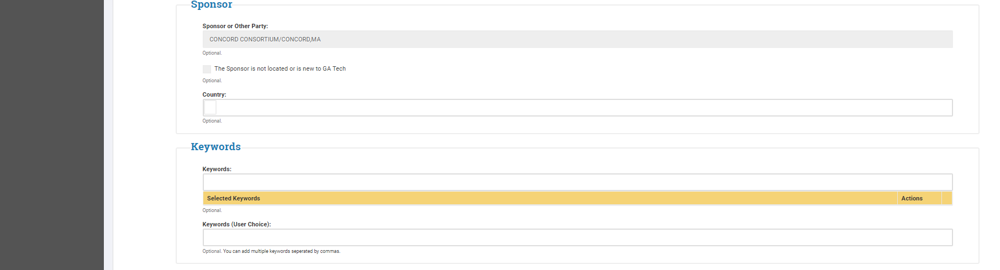 Sponsor
Sponsor or Other Party:
CONCORD CONSORTIUM/CONCORD,MA
Optional.
The Sponsor is not located or is new to GA Tech
Optional.
Country:
Optional.
Keywords
Keywords:
Selected Keywords Actions
Optional.
Keywords (User Choice):
Optional. You can add multiple keywords seperated by commas.